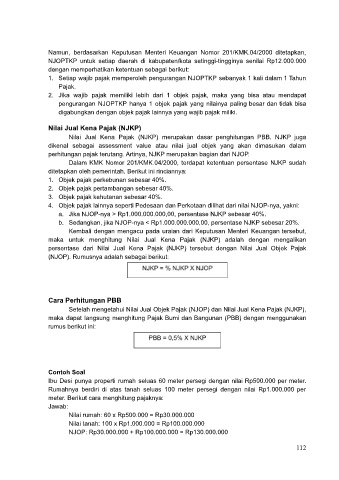 Namun, berdasarkan Keputusan Menteri Keuangan Nomor 201/KMK.04/2000 ditetapkan,
NJOPTKP untuk setiap daerah di kabupaten/kota setinggi-tingginya senilai Rp12.000.000
dengan memperhatikan ketentuan sebagai berikut:
1. Setiap wajib pajak memperoleh pengurangan NJOPTKP sebanyak 1 kali dalam 1 Tahun
Pajak.
2. Jika wajib pajak memiliki lebih dari 1 objek pajak, maka yang bisa atau mendapat
pengurangan NJOPTKP hanya 1 objek pajak yang nilainya paling besar dan tidak bisa
digabungkan dengan objek pajak lainnya yang wajib pajak miliki.
Nilai Jual Kena Pajak (NJKP)
Nilai Jual Kena Pajak (NJKP) merupakan dasar penghitungan PBB. NJKP juga
dikenal sebagai assessment value atau nilai jual objek yang akan dimasukan dalam
perhitungan pajak terutang. Artinya, NJKP merupakan bagian dari NJOP.
Dalam KMK Nomor 201/KMK.04/2000, terdapat ketentuan persentase NJKP sudah
ditetapkan oleh pemerintah. Berikut ini rinciannya:
1. Objek pajak perkebunan sebesar 40%.
2. Objek pajak pertambangan sebesar 40%.
3. Objek pajak kehutanan sebesar 40%.
4. Objek pajak lainnya seperti Pedesaan dan Perkotaan dilihat dari nilai NJOP-nya, yakni:
a. Jika NJOP-nya > Rp1.000.000.000,00, persentase NJKP sebesar 40%.
b. Sedangkan, jika NJOP-nya < Rp1.000.000.000,00, persentase NJKP sebesar 20%.
Kembali dengan mengacu pada uraian dari Keputusan Menteri Keuangan tersebut,
maka untuk menghitung Nilai Jual Kena Pajak (NJKP) adalah dengan mengalikan
persentase dari Nilai Jual Kena Pajak (NJKP) tersebut dengan Nilai Jual Objek Pajak
(NJOP). Rumusnya adalah sebagai berikut:
NJKP = % NJKP X NJOP
Cara Perhitungan PBB
Setelah mengetahui Nilai Jual Objek Pajak (NJOP) dan Nilai Jual Kena Pajak (NJKP),
maka dapat langsung menghitung Pajak Bumi dan Bangunan (PBB) dengan menggunakan
rumus berikut ini:
PBB = 0,5% X NJKP
Contoh Soal
Ibu Desi punya properti rumah seluas 60 meter persegi dengan nilai Rp500.000 per meter.
Rumahnya berdiri di atas tanah seluas 100 meter persegi dengan nilai Rp1.000.000 per
meter. Berikut cara menghitung pajaknya:
Jawab:
Nilai rumah: 60 x Rp500.000 = Rp30.000.000
Nilai tanah: 100 x Rp1.000.000 = Rp100.000.000
NJOP: Rp30.000.000 + Rp100.000.000 = Rp130.000.000
112